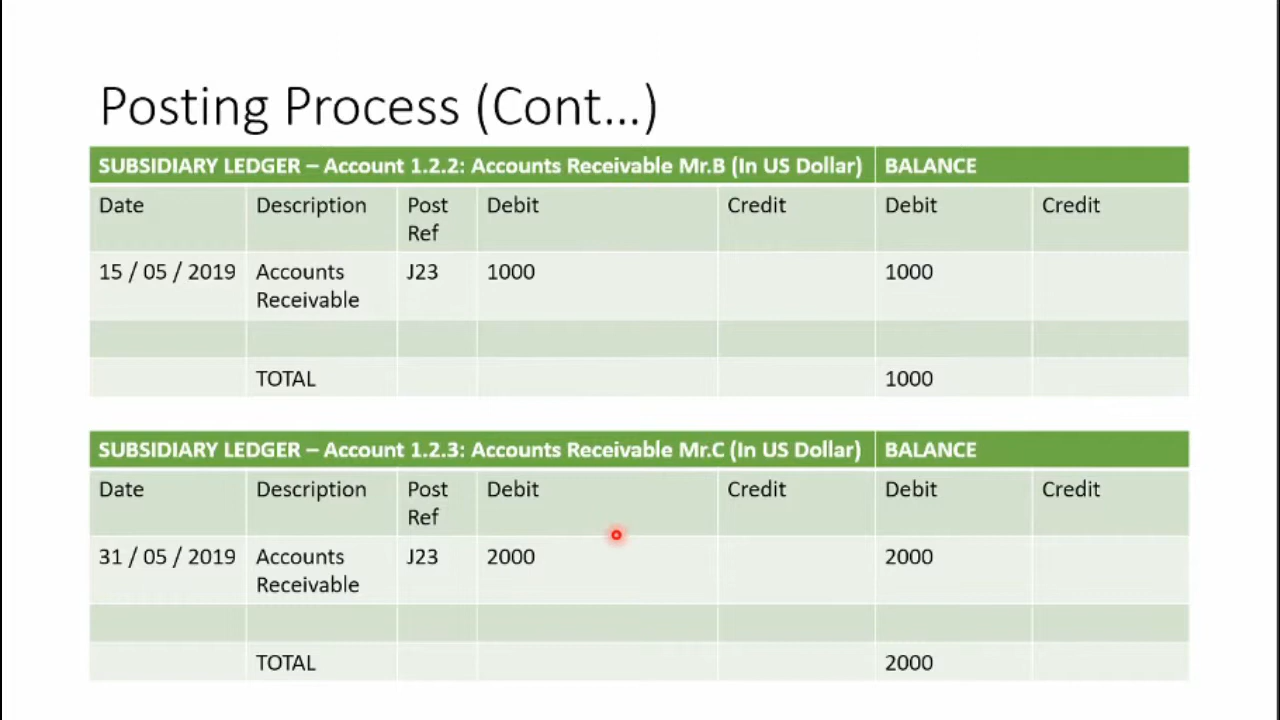 Posting Process (Cont...)
SUBSIDIARY LEDGER – Account 1.2.2: Accounts Receivable Mr.B (In US Dollar) BALANCE
Date Description Post Debit Credit Debit Credit
Ref
15 / 05 / 2019 Accounts J23 1000 1000
Receivable
TOTAL 1000
SUBSIDIARY LEDGER – Account 1.2.3: Accounts Receivable Mr.C (In US Dollar) BALANCE
Date Description Post Debit Credit Debit Credit
Ref
31 / 05 / 2019 Accounts J23 2000 2000
Receivable
TOTAL 2000